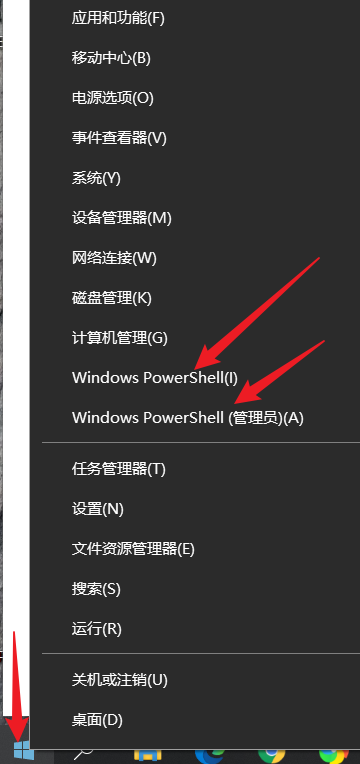 应用和功能(F)
移动中心(B)
电源选项(O)
事件查看器(V)
系统(Y)
设备管理器(M)
网络连接(W)
磁盘管理(K)
计算机管理(G)
Windows PowerShell(I)
Windows PowerShell (管理员)(A)
任务管理器(T)
设置(N)
文件资源管理器(E)
搜索(S)
运行(R)
关机或注销(U)
桌面(D)